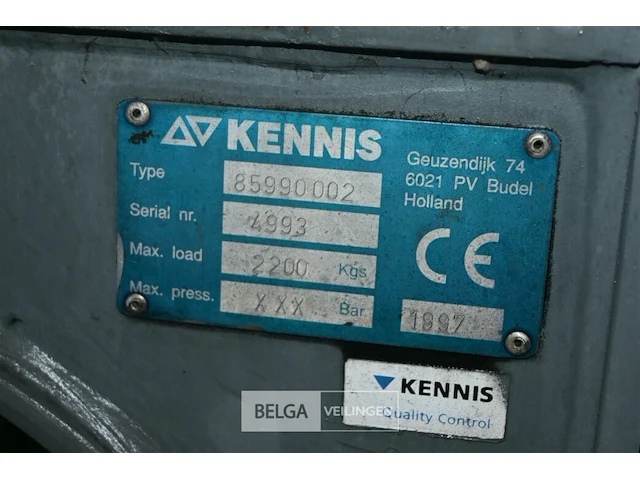 KENNIS
Geuzendijk 74
6021 PV Budel
Holland
Type 85990002
Serial nr. 4993
Max. load 2200 Kgs
Max. press. XXX Bar
CE
1997
KENNIS
Quality Control
BELGA VEILINGEN